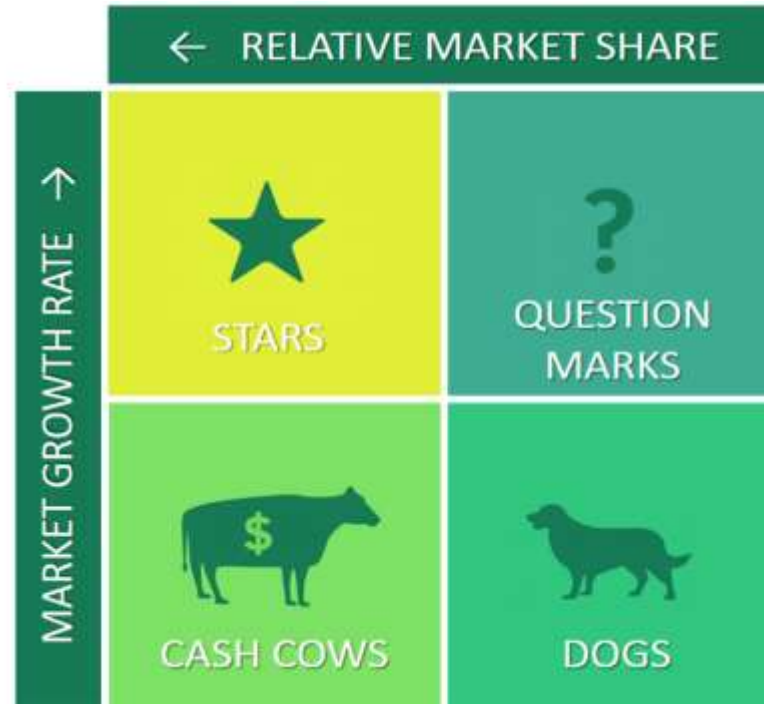 ← RELATIVE MARKET SHARE
MARKET GROWTH RATE →
STARS
?
QUESTION
MARKS
$
CASH COWS
DOGS